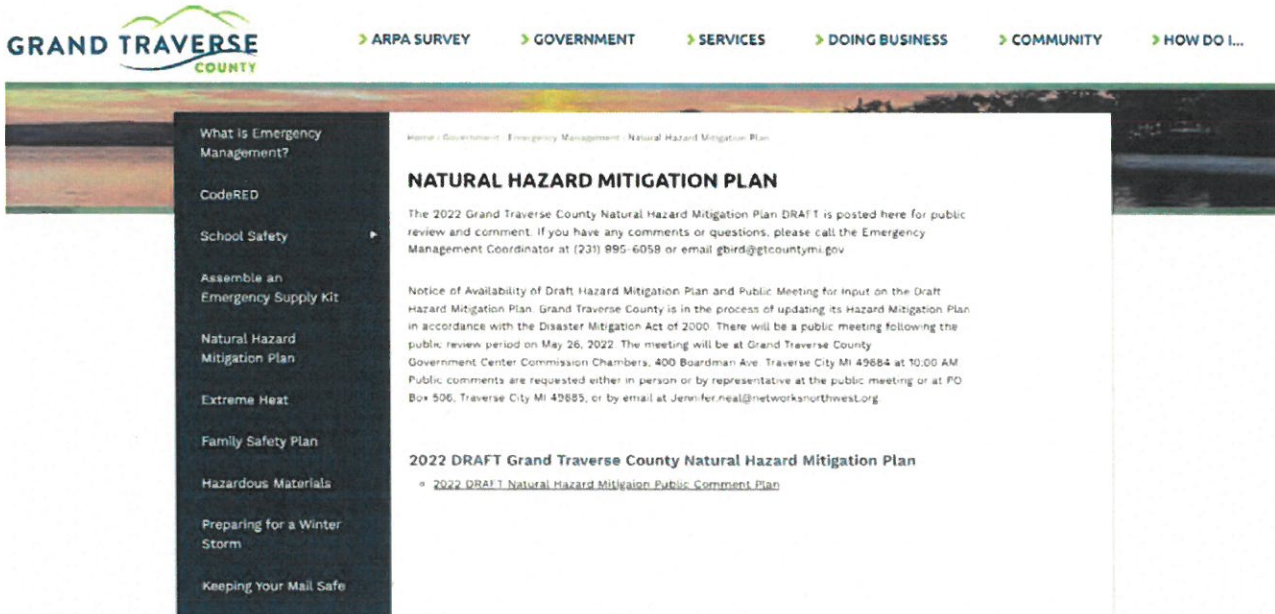 GRAND TRAVERSE
COUNTY
> ARPA SURVEY
> GOVERNMENT
> SERVICES
> DOING BUSINESS
> COMMUNITY
> HOW DO I...
What is Emergency
Management?
CodeRED
School Safety
Assemble an
Emergency Supply Kit
Natural Hazard
Mitigation Plan
Extreme Heat
Family Safety Plan
Hazardous Materials
Preparing for a Winter
Storm
Keeping Your Mail Safe
Home › Government › Emergency Management › Natural Hazard Mitigation Plan
NATURAL HAZARD MITIGATION PLAN
The 2022 Grand Traverse County Natural Hazard Mitigation Plan DRAFT is posted here for public
review and comment. If you have any comments or questions, please call the Emergency
Management Coordinator at (231) 995-6059 or email gbird@gtcountymi.gov
Notice of Availability of Draft Hazard Mitigation Plan and Public Meeting for Input on the Draft
Hazard Mitigation Plan. Grand Traverse County is in the process of updating its Hazard Mitigation Plan
in accordance with the Disaster Mitigation Act of 2000. There will be a public meeting following the
public review period on May 26, 2022. The meeting will be at Grand Traverse County
Government Center Commission Chambers, 400 Boardman Ave. Traverse City MI 49684 at 10:00 AM
Public comments are requested either in person or by representative at the public meeting or at PO
Box 506, Traverse City MI 49685, or by email at Jennifer.neal@networksnorthwest.org
2022 DRAFT Grand Traverse County Natural Hazard Mitigation Plan
2022 DRAFT Natural Hazard Mitigaion Public Comment Plan